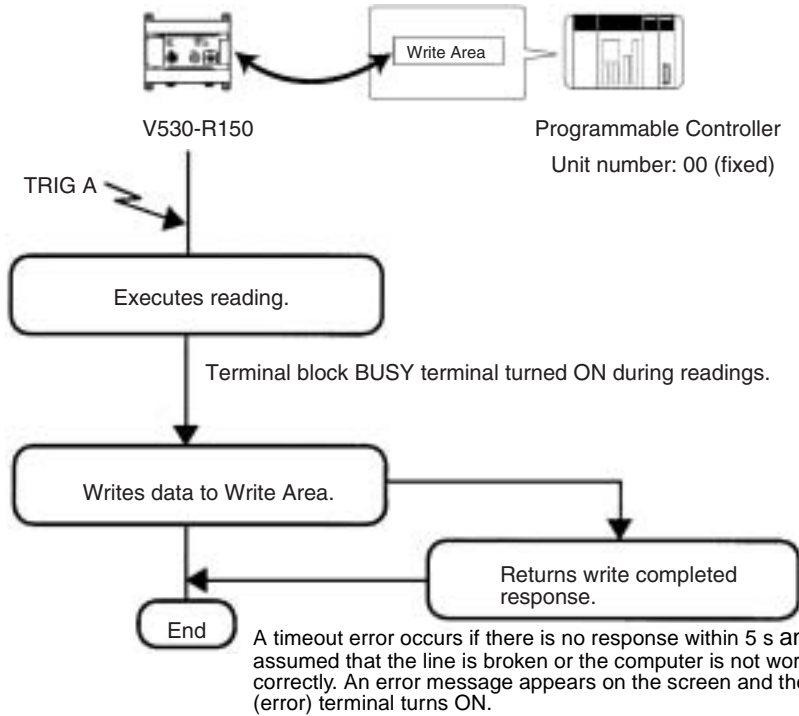 Write Area
V530-R150
Programmable Controller
Unit number: 00 (fixed)
TRIG A
Executes reading.
Terminal block BUSY terminal turned ON during readings.
Writes data to Write Area.
Returns write completed
response.
End
A timeout error occurs if there is no response within 5 s
assumed that the line is broken or the computer is not
correctly. An error message appears on the screen and
(error) terminal turns ON.